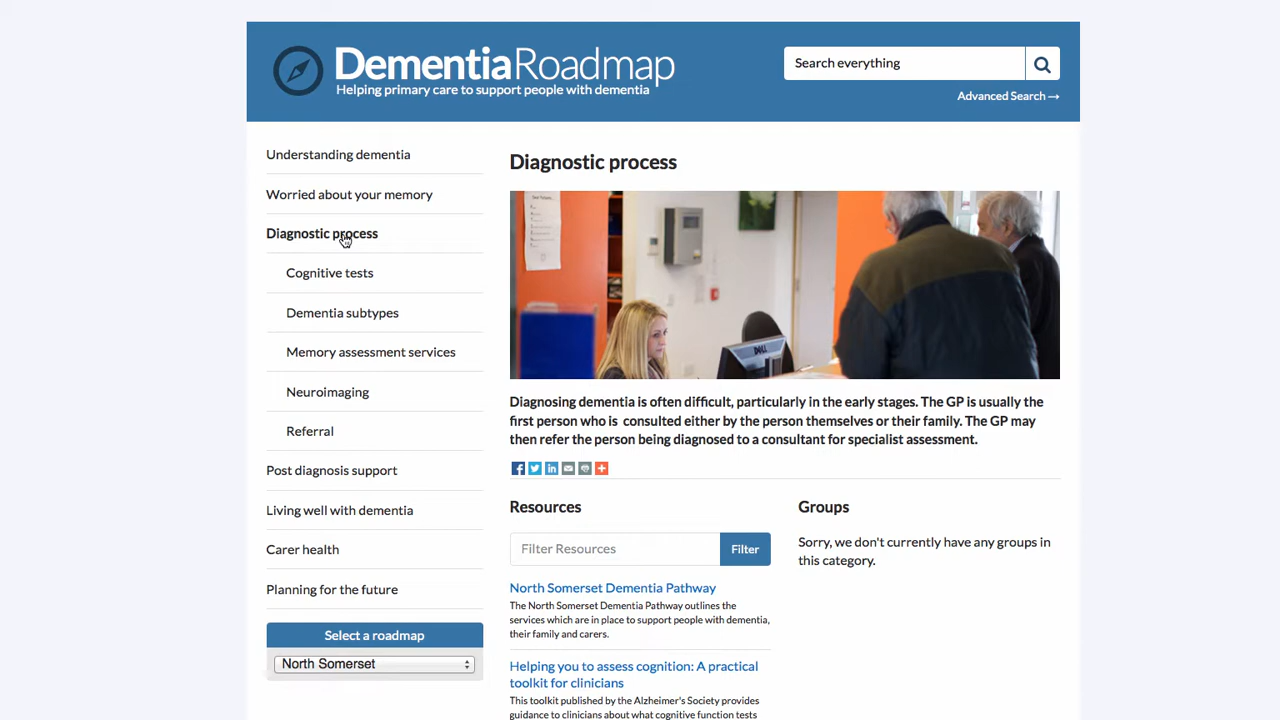 DementiaRoadmap
Helping primary care to support people with dementia
Search everything
Advanced Search →
Understanding dementia
Worried about your memory
Diagnostic process
Cognitive tests
Dementia subtypes
Memory assessment services
Neuroimaging
Referral
Post diagnosis support
Living well with dementia
Carer health
Planning for the future
Select a roadmap
North Somerset
Diagnostic process
DELL
Diagnosing dementia is often difficult, particularly in the early stages. The GP is usually the
first person who is consulted either by the person themselves or their family. The GP may
then refer the person being diagnosed to a consultant for specialist assessment.
Resources
Filter Resources
Filter
North Somerset Dementia Pathway
The North Somerset Dementia Pathway outlines the
services which are in place to support people with dementia,
their family and carers.
Helping you to assess cognition: A practical
toolkit for clinicians
This toolkit published by the Alzheimer's Society provides
guidance to clinicians about what cognitive function tests
Groups
Sorry, we don't currently have any groups in
this category.